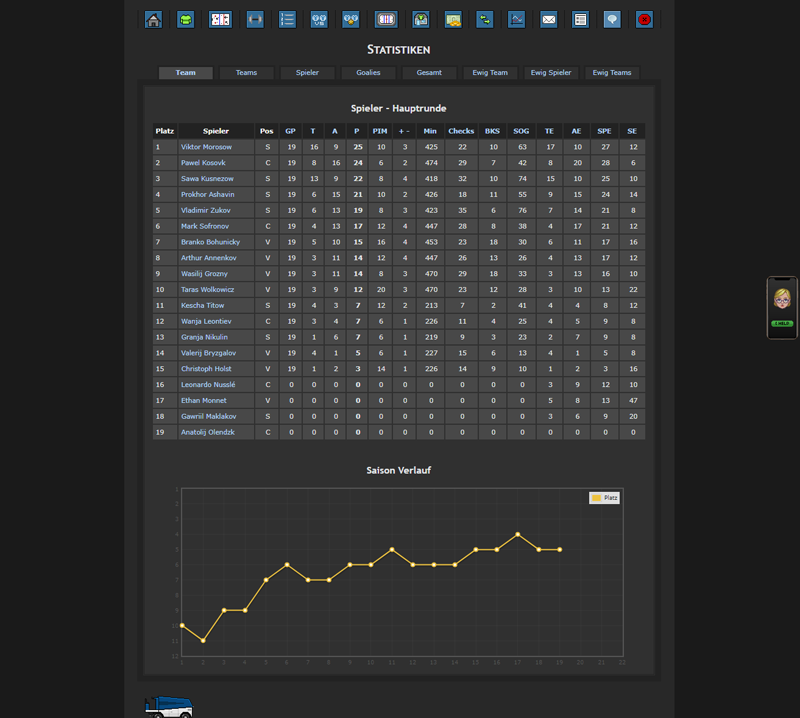 Statistiken
Team Teams Spieler Goalies Gesamt Ewig Team Ewig Spieler Ewig Teams
Spieler - Hauptrunde
Platz Spieler Pos GP T A P PIM + - Min Checks BKS SOG TE AE SPE SE
1 Viktor Morosow S 19 16 9 25 10 3 425 22 10 63 17 10 27 12
2 Pawel Kosovk C 19 8 16 24 6 2 474 29 7 42 8 20 28 6
3 Sawa Kusnezow S 19 13 9 22 8 4 418 32 10 74 15 10 25 10
4 Prokhor Ashavin S 19 6 15 21 10 2 426 18 11 55 9 15 24 14
5 Vladimir Zukov S 19 6 13 19 8 3 423 35 6 76 7 14 21 8
6 Mark Sofronov C 19 4 13 17 12 4 447 28 8 38 4 17 21 12
7 Branko Bohunicky V 19 5 10 15 16 4 453 23 18 30 6 11 17 16
8 Arthur Annenkov V 19 3 11 14 12 4 447 26 13 26 4 13 17 12
9 Wasilij Grozny V 19 3 11 14 8 3 470 29 18 33 3 13 16 10
10 Taras Wolkowicz V 19 3 9 12 20 3 470 23 12 28 3 10 13 22
11 Kescha Titow S 19 4 3 7 12 2 213 7 2 41 4 4 8 12
12 Wanja Leontiev C 19 3 4 7 6 1 226 11 4 25 4 5 9 8
13 Granja Nikulin S 19 1 6 7 6 1 219 9 3 23 2 7 9 8
14 Valerij Bryzgalov V 19 4 1 5 6 1 227 15 6 13 4 1 5 8
15 Christoph Holst V 19 1 2 3 14 1 226 14 9 10 1 2 3 16
16 Leonardo Nusslé C 0 0 0 0 0 0 0 0 0 0 3 9 12 10
17 Ethan Monnet V 0 0 0 0 0 0 0 0 0 0 5 8 13 47
18 Gawriil Maklakov S 0 0 0 0 0 0 0 0 0 0 3 6 9 20
19 Anatolij Olendzk C 0 0 0 0 0 0 0 0 0 0 0 0 0 0
Saison Verlauf
Platz
1
2
3
4
5
6
7
8
9
10
11
12
1 2 3 4 5 6 7 8 9 10 11 12 13 14 15 16 17 18 19 20 21 22